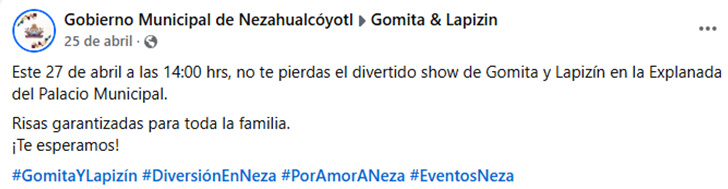 Gobierno Municipal de Nezahualcóyotl ▸ Gomita & Lapizin
25 de abril ·
Este 27 de abril a las 14:00 hrs, no te pierdas el divertido show de Gomita y Lapizín en la Explanada
del Palacio Municipal.
Risas garantizadas para toda la familia.
¡Te esperamos!
#GomitaYLapizín #DiversiónEnNeza #PorAmorANeza #EventosNeza